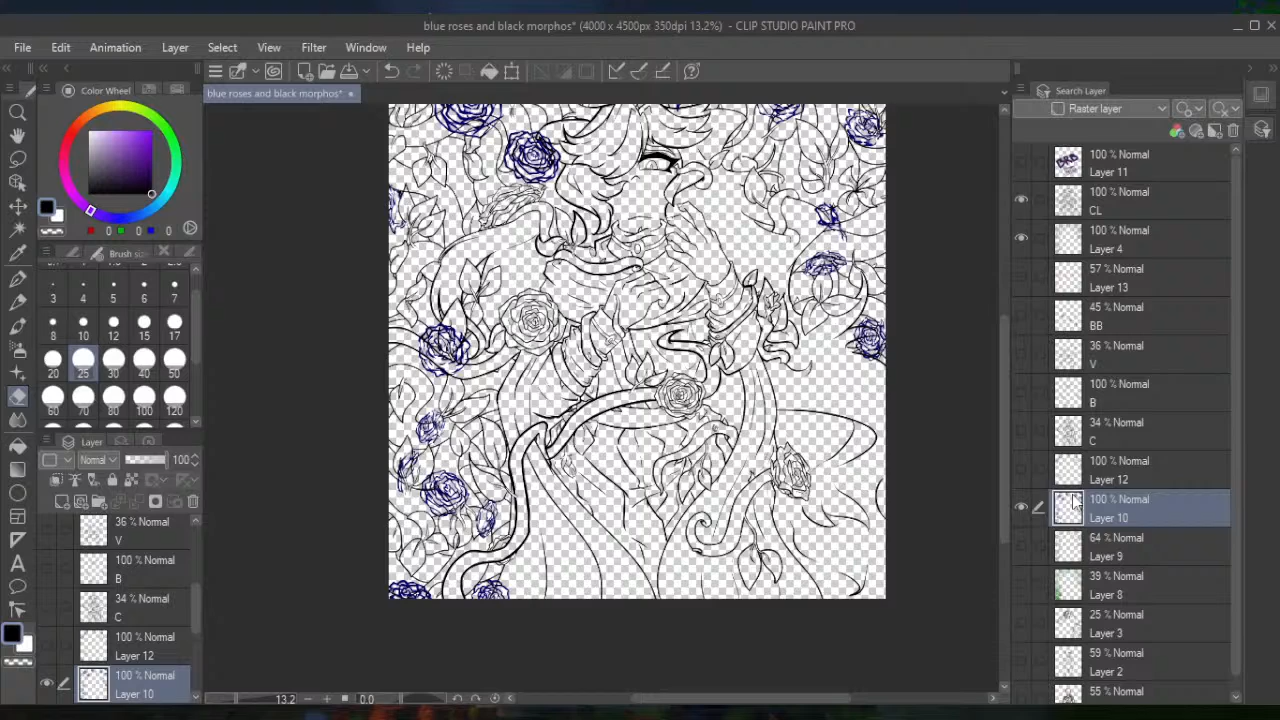 blue roses and black morphos* (4000 x 4500px 350dpi 13.2%) - CLIP STUDIO PAINT PRO
File Edit Animation Layer Select View Filter Window Help
blue roses and black morphos*
Color Wheel
0 0 0
Brush siz
3 4 5 6 7
8 10 12 15 17
20 25 30 40 50
60 70 80 100 120
Layer
Normal 100
36 % Normal
V
100 % Normal
B
34 % Normal
C
100 % Normal
Layer 12
100 % Normal
Layer 10
13.2 0.0
Search Layer
Raster layer
BRB
100 % Normal
Layer 11
100 % Normal
CL
100 % Normal
Layer 4
57 % Normal
Layer 13
45 % Normal
BB
36 % Normal
V
100 % Normal
B
34 % Normal
C
100 % Normal
Layer 12
100 % Normal
Layer 10
64 % Normal
Layer 9
39 % Normal
Layer 8
25 % Normal
Layer 3
59 % Normal
Layer 2
55 % Normal